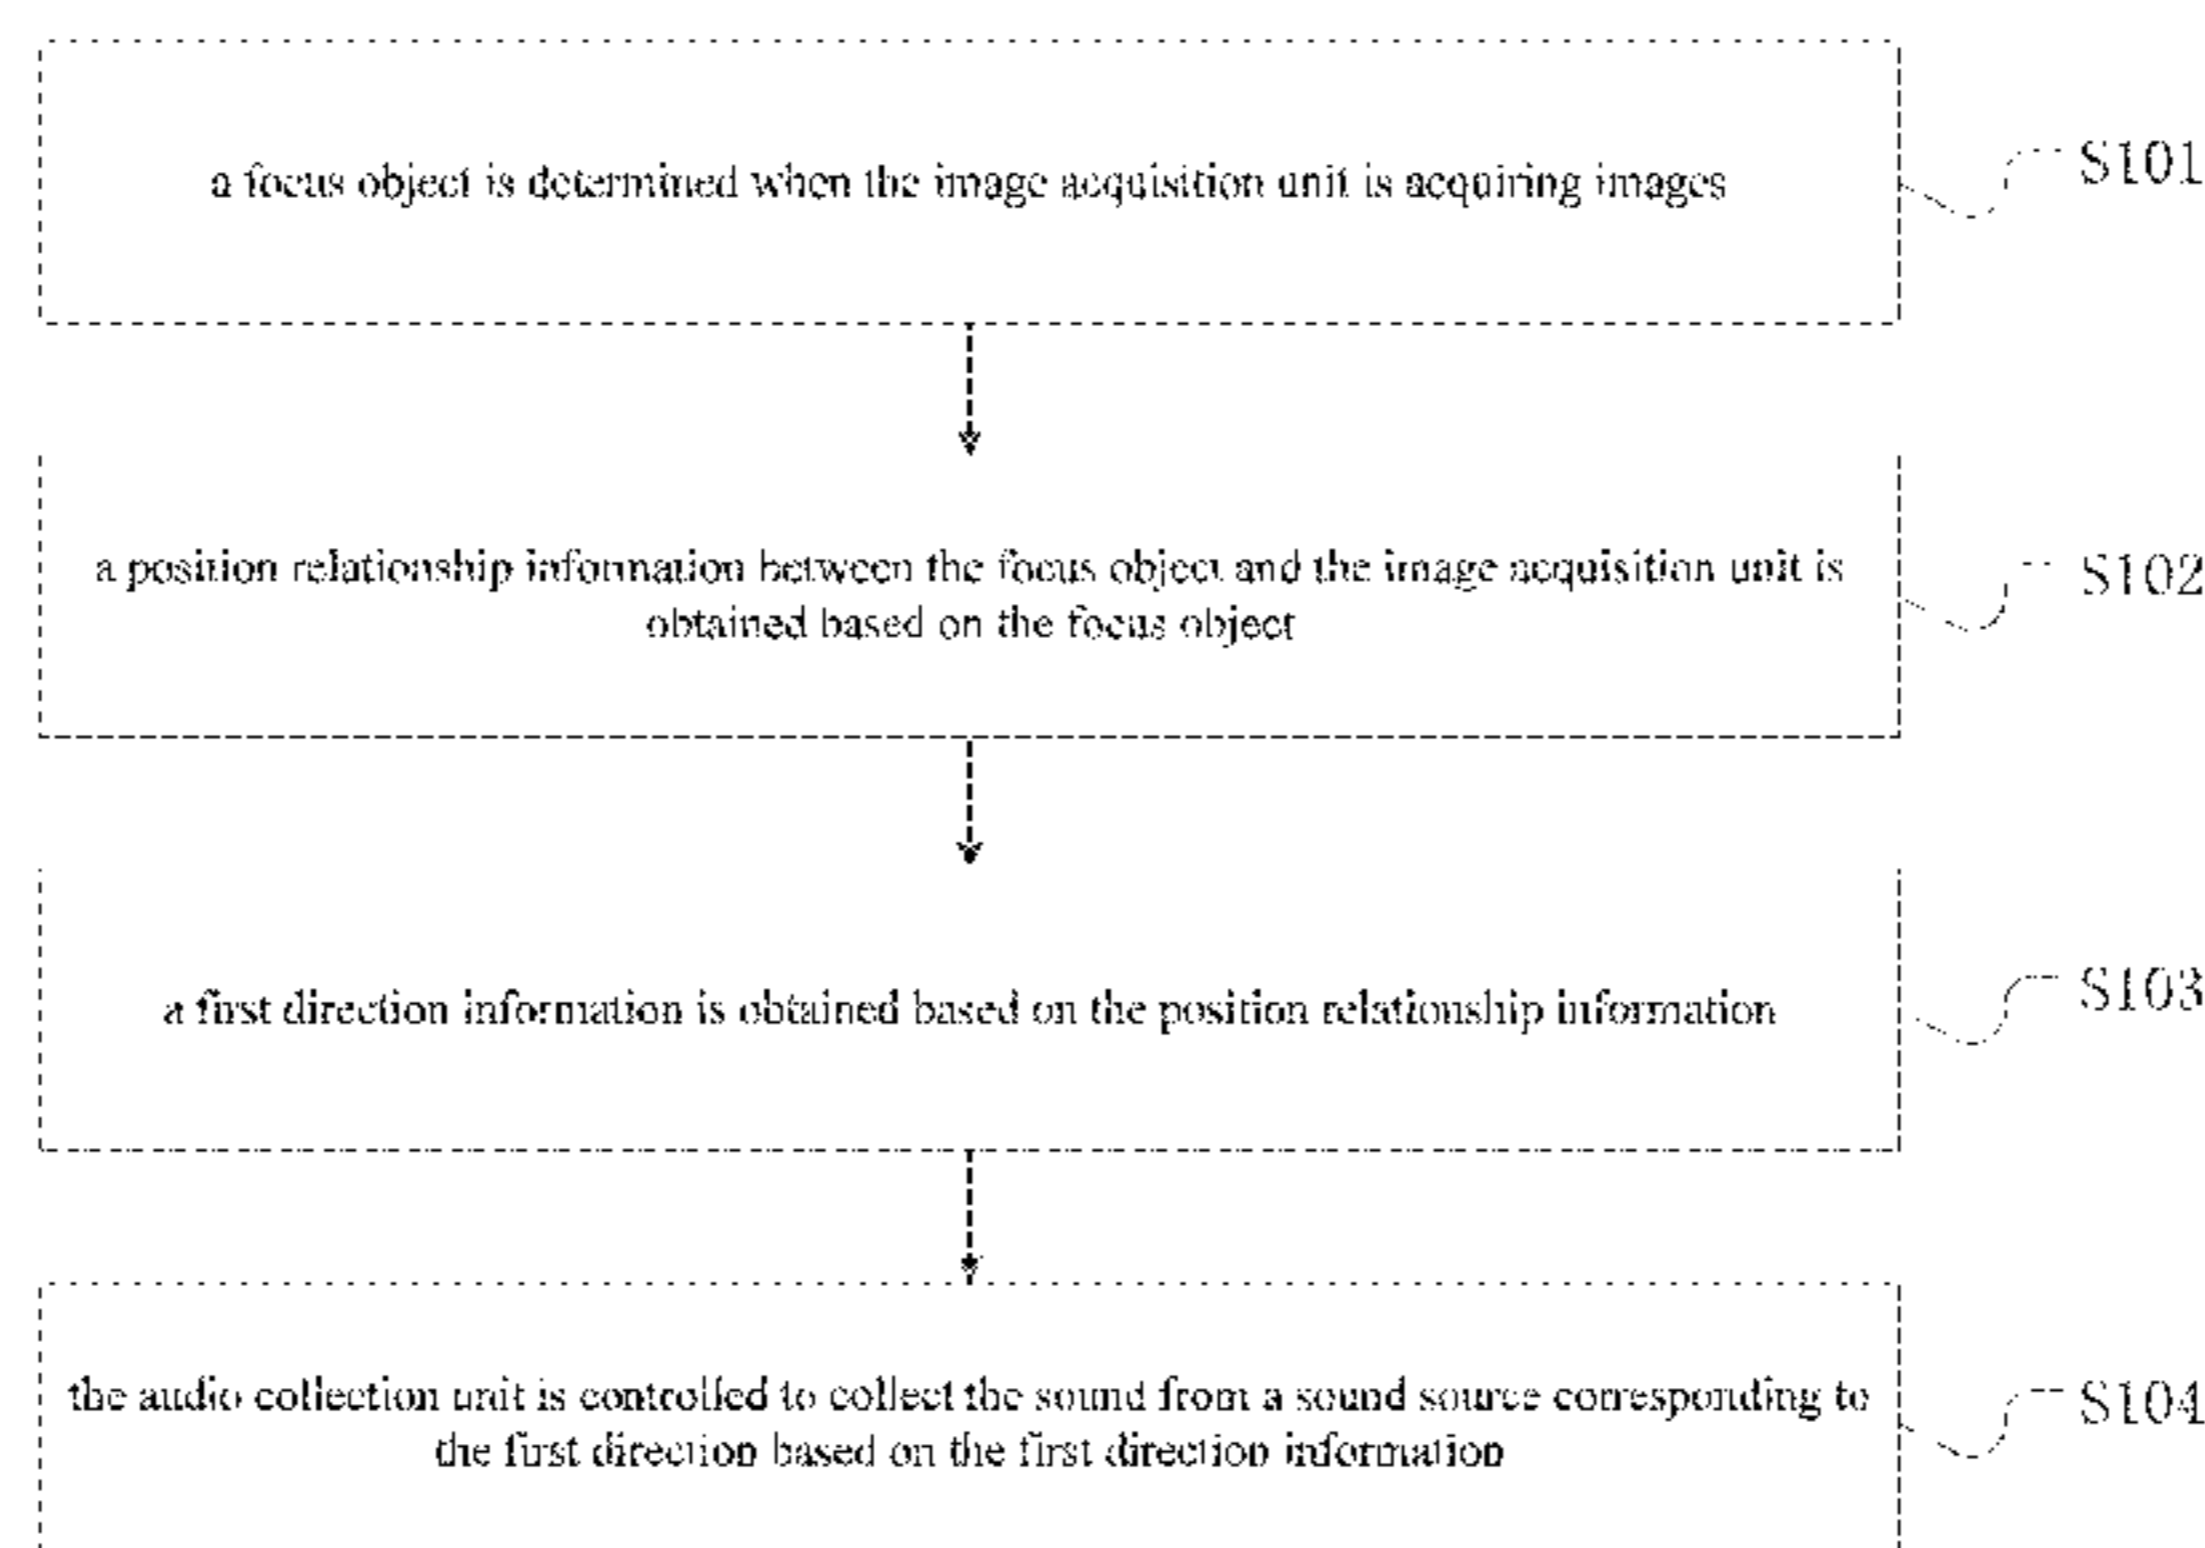 a focus object is determined when the image acquisition unit is acquiring images
S101
a position relationship information between the focus object and the image acquisition unit is
obtained based on the focus object
S102
a first direction information is obtained based on the position relationship information
S103
the audio collection unit is controlled to collect the sound from a sound source corresponding to
the first direction based on the first direction information
S104